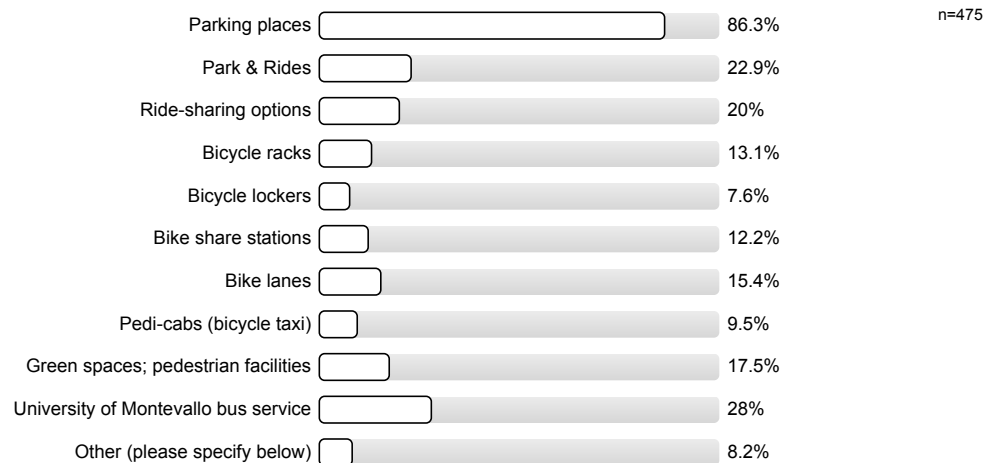 Parking places 86.3% n=475
Park & Rides 22.9%
Ride-sharing options 20%
Bicycle racks 13.1%
Bicycle lockers 7.6%
Bike share stations 12.2%
Bike lanes 15.4%
Pedi-cabs (bicycle taxi) 9.5%
Green spaces; pedestrian facilities 17.5%
University of Montevallo bus service 28%
Other (please specify below) 8.2%